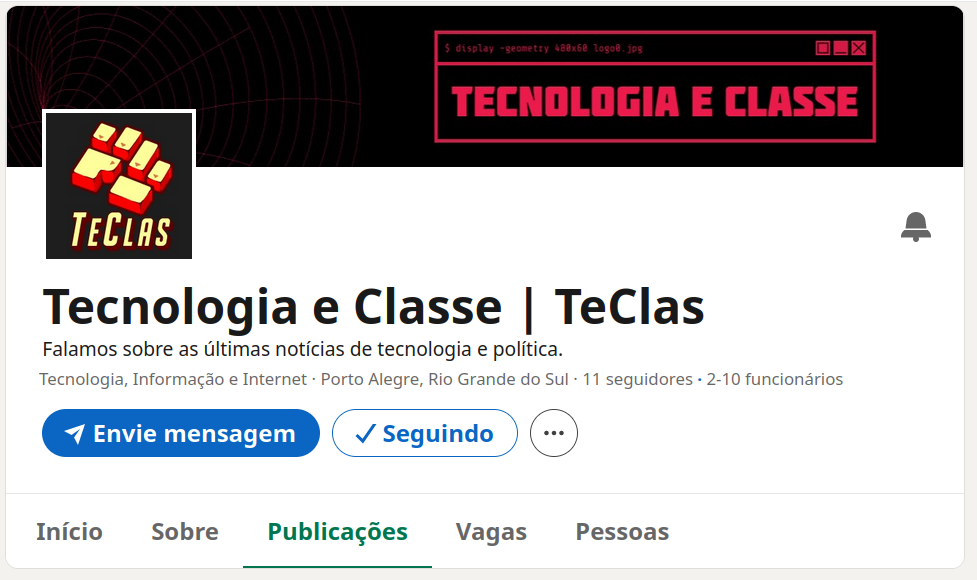 $ display -geometry 480x60 logo0.jpg
TECNOLOGIA E CLASSE
TECLAS
Tecnologia e Classe | TeClas
Falamos sobre as últimas notícias de tecnologia e política.
Tecnologia, Informação e Internet · Porto Alegre, Rio Grande do Sul · 11 seguidores · 2-10 funcionários
Envie mensagem
Seguindo
Início Sobre Publicações Vagas Pessoas